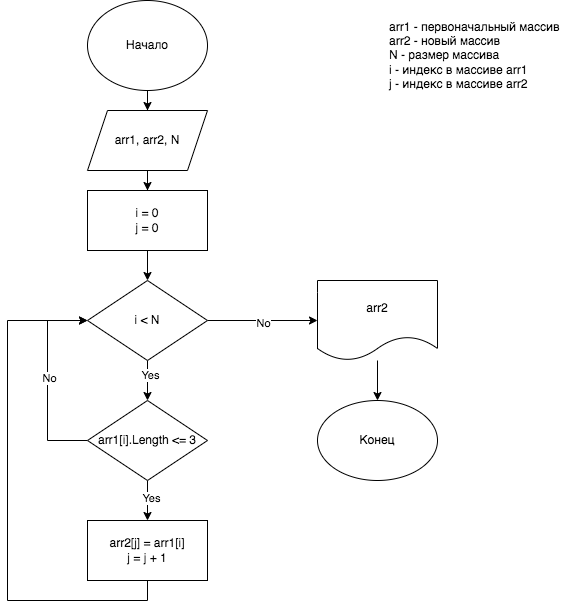 Начало
arr1 - первоначальный массив
arr2 - новый массив
N - размер массива
i - индекс в массиве arr1
j - индекс в массиве arr2
arr1, arr2, N
i = 0
j = 0
i < N
No
arr2
Yes
No
arr1[i].Length <= 3
Конец
Yes
arr2[j] = arr1[i]
j = j + 1